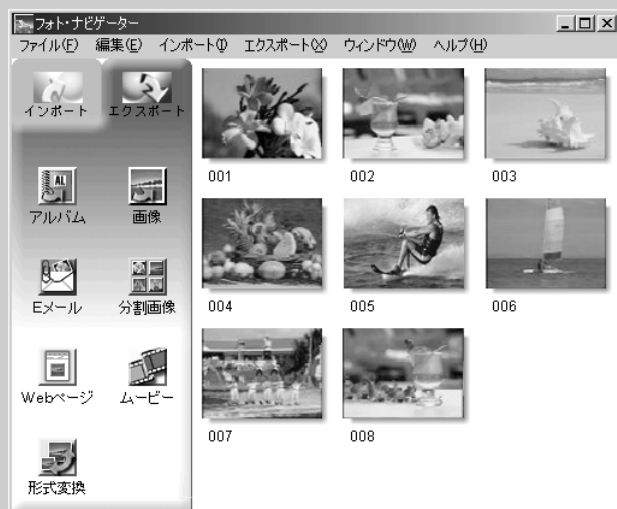 フォト・ナビゲーター
ファイル(F) 編集(E) インポート(I) エクスポート(X) ウィンドウ(W) ヘルプ(H)
インポート エクスポート
アルバム 画像
Eメール 分割画像
Webページ ムービー
形式変換
001 002 003
004 005 006
007 008